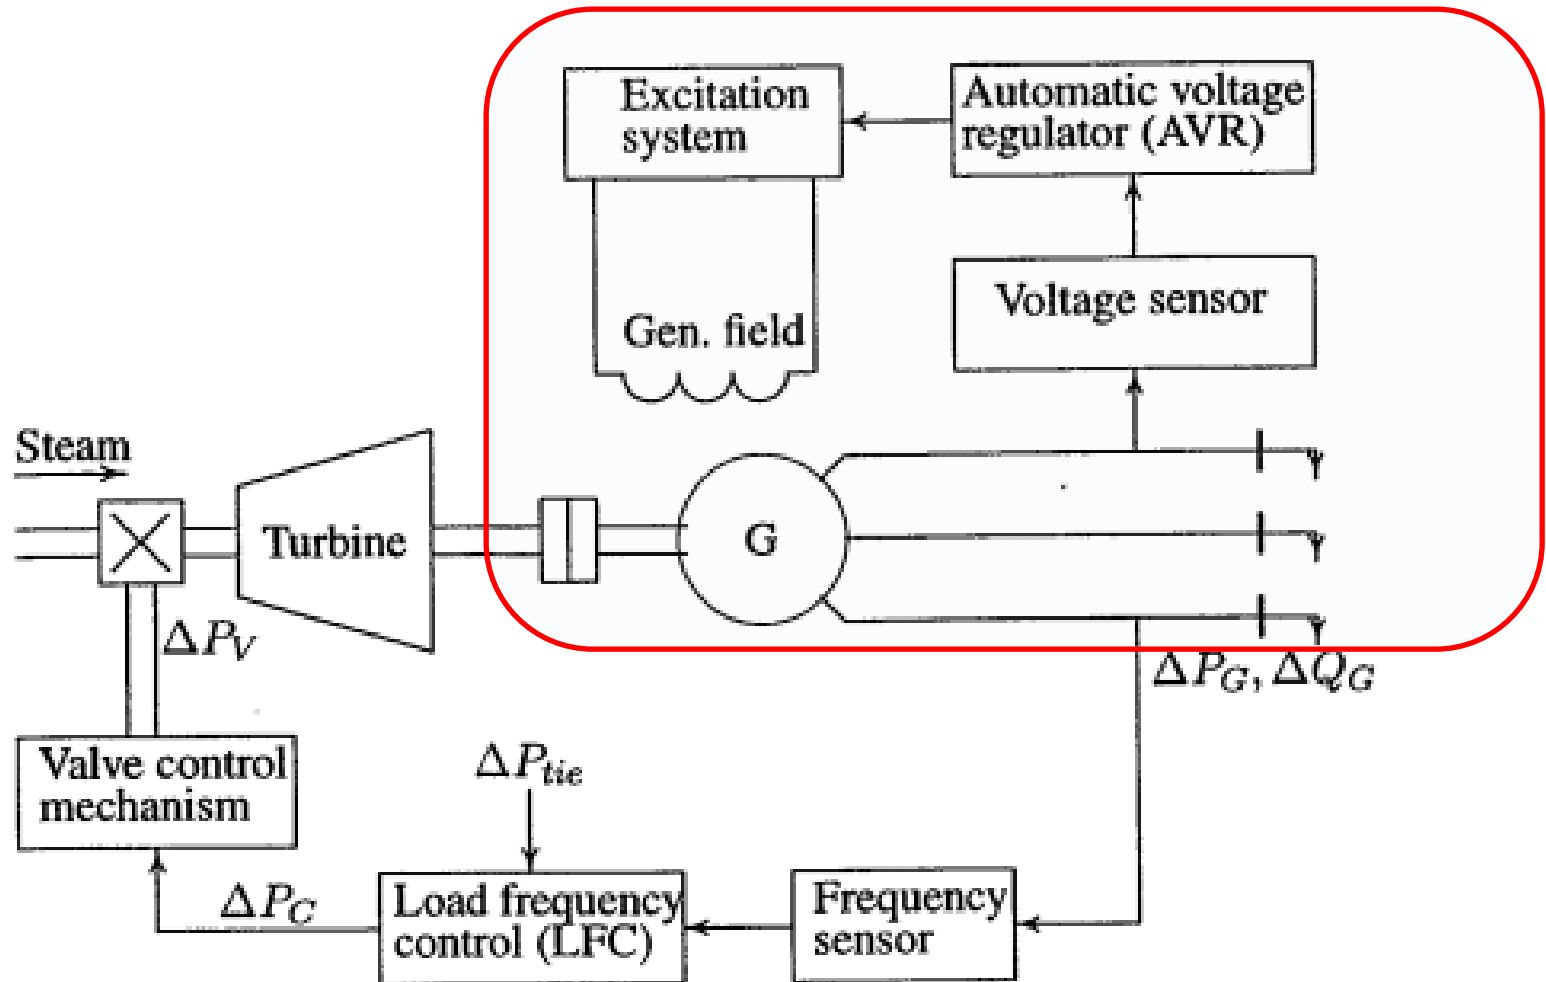 Excitation
system
Automatic voltage
regulator (AVR)
Voltage sensor
Gen. field
Steam
Turbine
G
ΔP_V
ΔP_G, ΔQ_G
Valve control
mechanism
ΔP_tie
ΔP_C
Load frequency
control (LFC)
Frequency
sensor